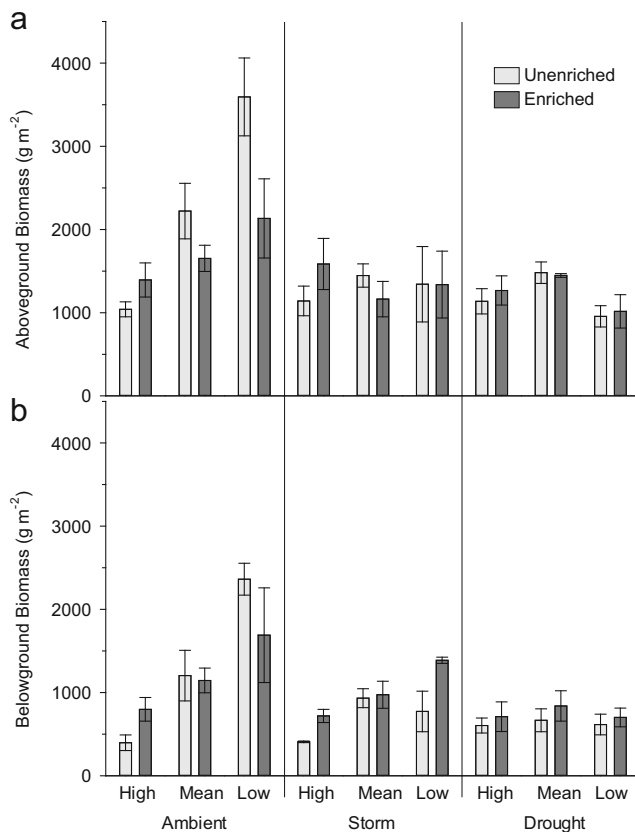 a
4000
3000
2000
1000
0
Aboveground Biomass (g m-2)
Unenriched
Enriched
b
4000
3000
2000
1000
0
Belowground Biomass (g m-2)
High Mean Low High Mean Low High Mean Low
Ambient Storm Drought